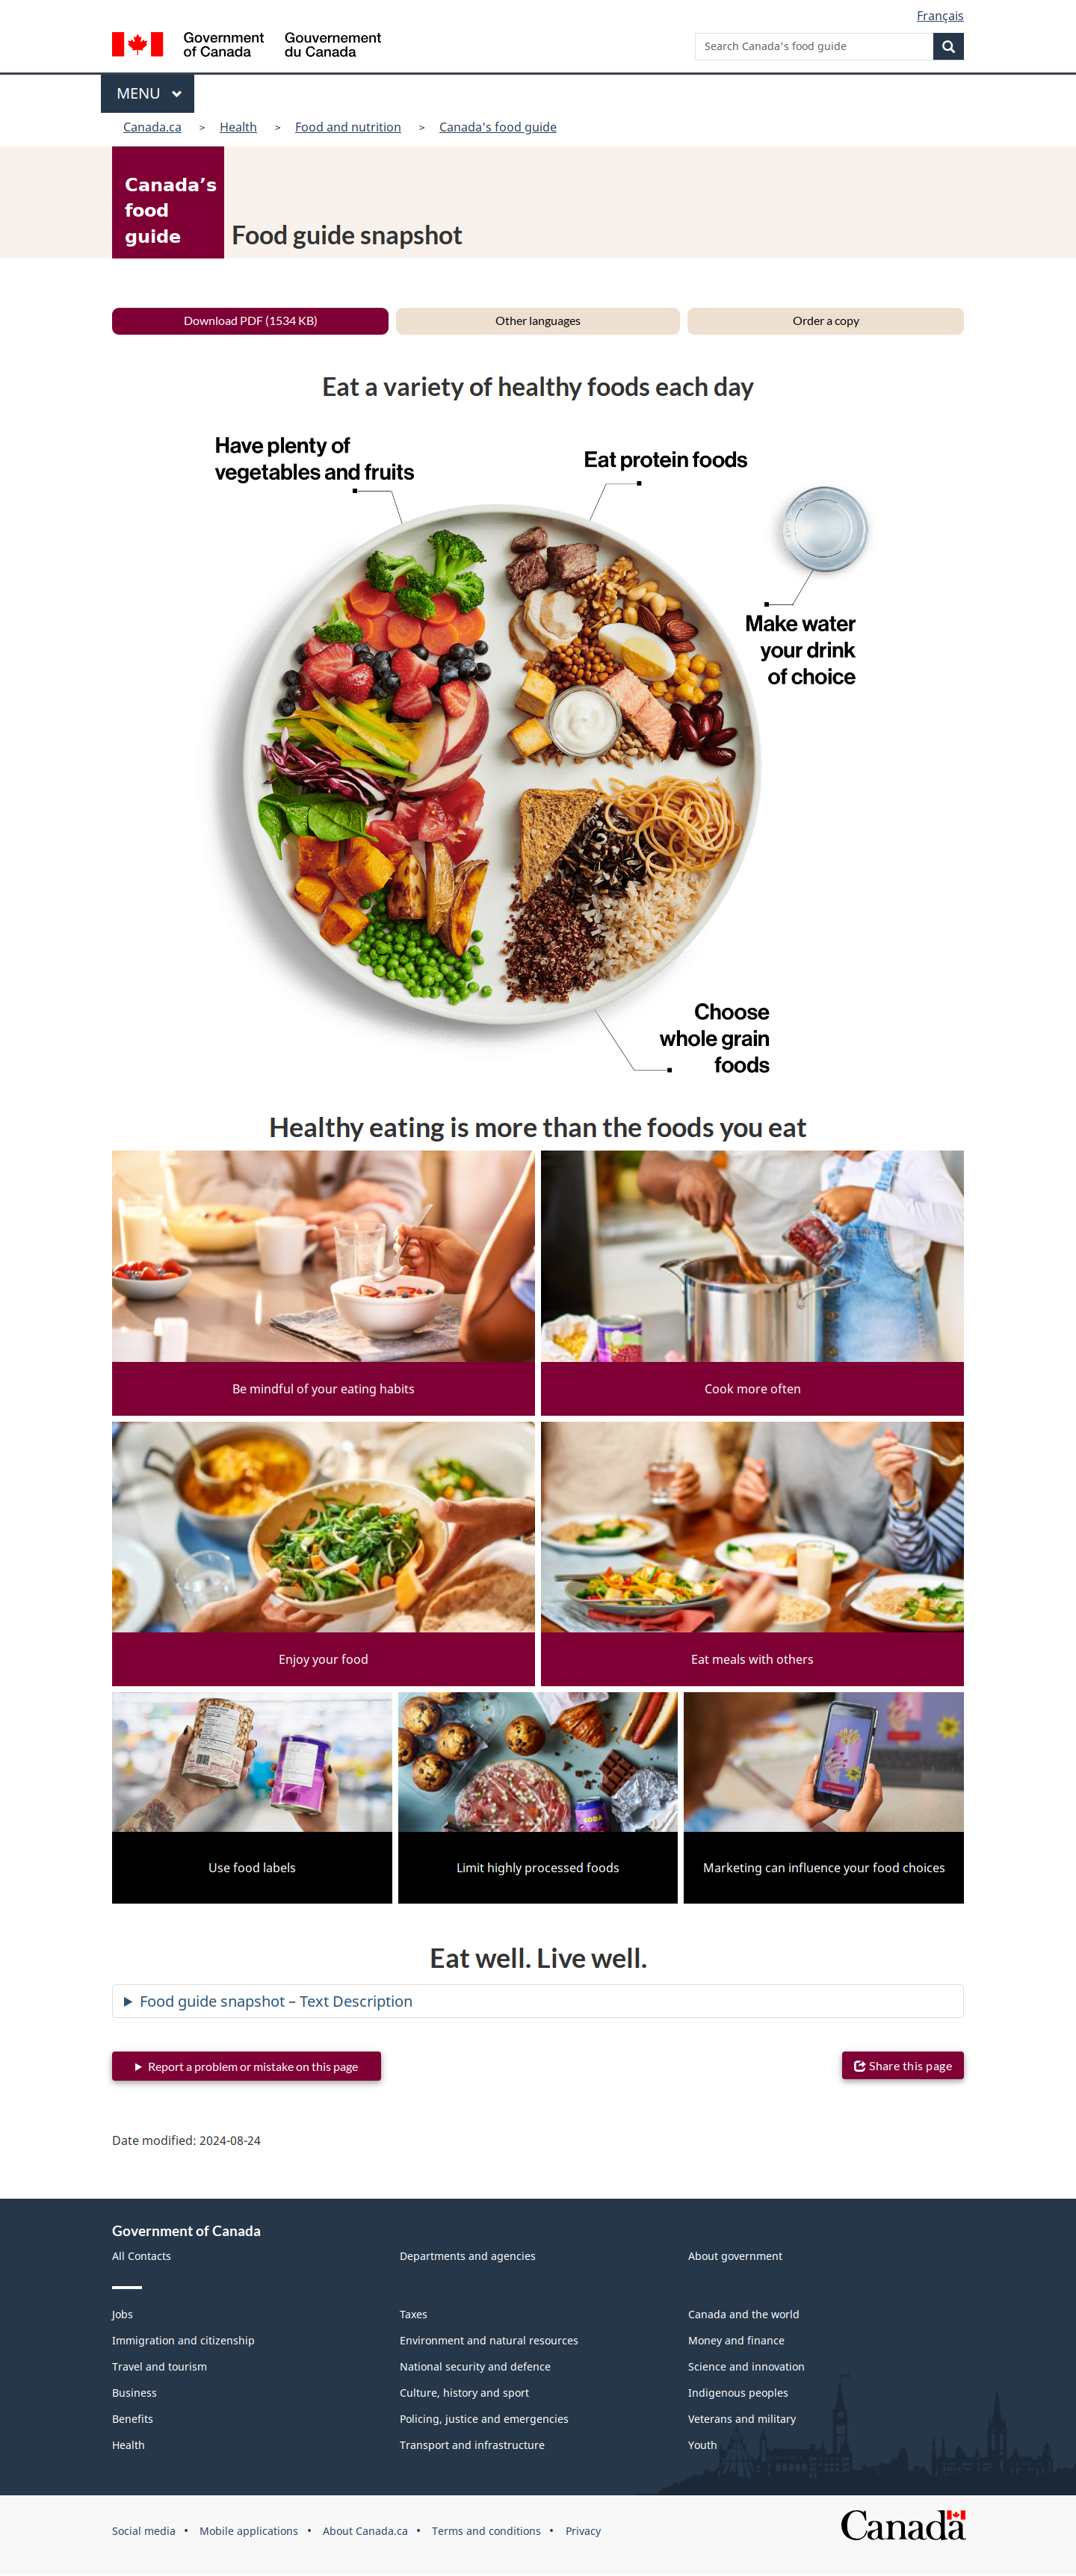 Français
Government of Canada
Gouvernement du Canada
Search Canada's food guide
MENU
Canada.ca > Health > Food and nutrition > Canada's food guide
Canada's
food
guide
Food guide snapshot
Download PDF (1534 KB)
Other languages
Order a copy
Eat a variety of healthy foods each day
Have plenty of
vegetables and fruits
Eat protein foods
Make water
your drink
of choice
Choose
whole grain
foods
Healthy eating is more than the foods you eat
Be mindful of your eating habits
Cook more often
Enjoy your food
Eat meals with others
SODA
Use food labels
Limit highly processed foods
Marketing can influence your food choices
Eat well. Live well.
Food guide snapshot – Text Description
Report a problem or mistake on this page
Share this page
Date modified: 2024-08-24
Government of Canada
All Contacts
Departments and agencies
About government
Jobs
Taxes
Canada and the world
Immigration and citizenship
Environment and natural resources
Money and finance
Travel and tourism
National security and defence
Science and innovation
Business
Culture, history and sport
Indigenous peoples
Benefits
Policing, justice and emergencies
Veterans and military
Health
Transport and infrastructure
Youth
Social media • Mobile applications • About Canada.ca • Terms and conditions • Privacy
Canada